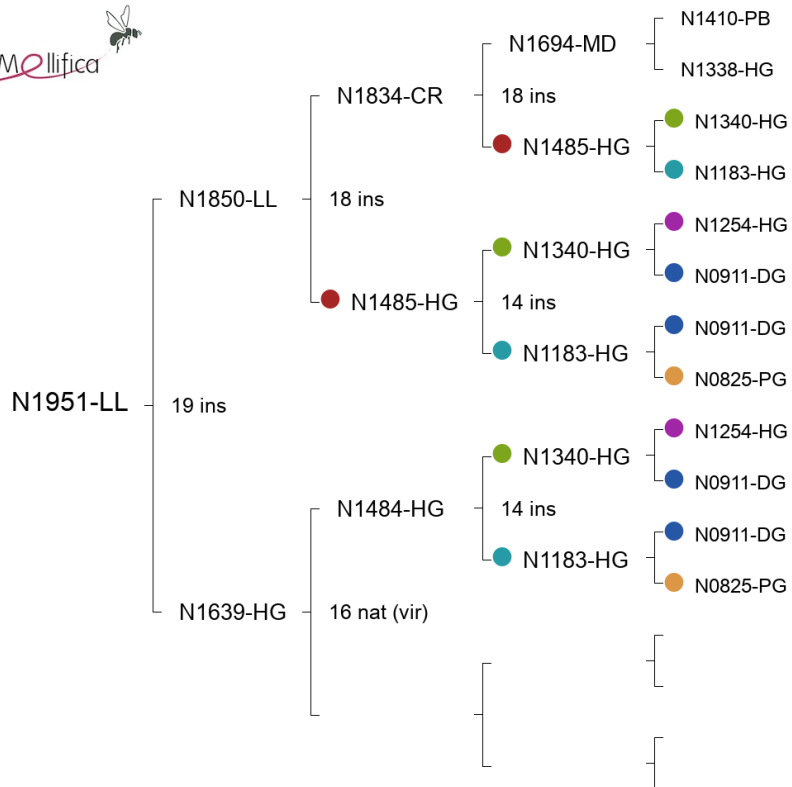 Mellifica
N1410-PB
N1694-MD
N1338-HG
N1834-CR
18 ins
N1340-HG
N1485-HG
N1183-HG
N1850-LL
18 ins
N1254-HG
N1340-HG
N0911-DG
N1485-HG
14 ins
N0911-DG
N1183-HG
N0825-PG
N1951-LL
19 ins
N1254-HG
N1340-HG
N0911-DG
N1484-HG
14 ins
N0911-DG
N1183-HG
N0825-PG
N1639-HG
16 nat (vir)